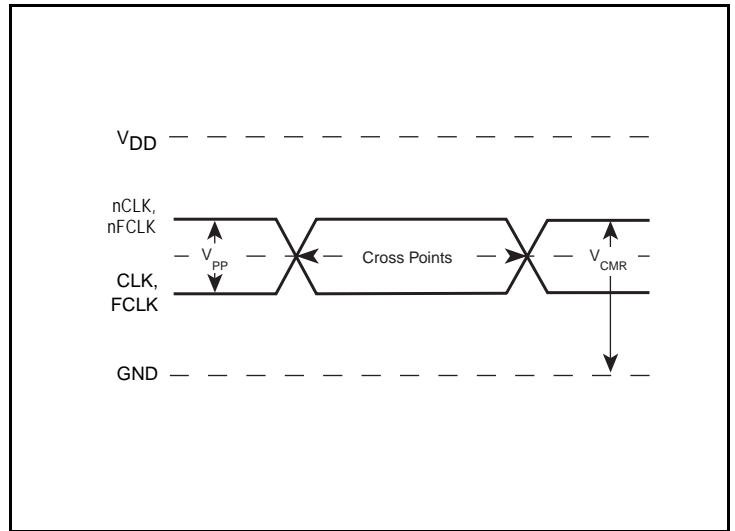 VDD
nCLK,
nFCLK
VPP
Cross Points
VCMR
CLK,
FCLK
GND